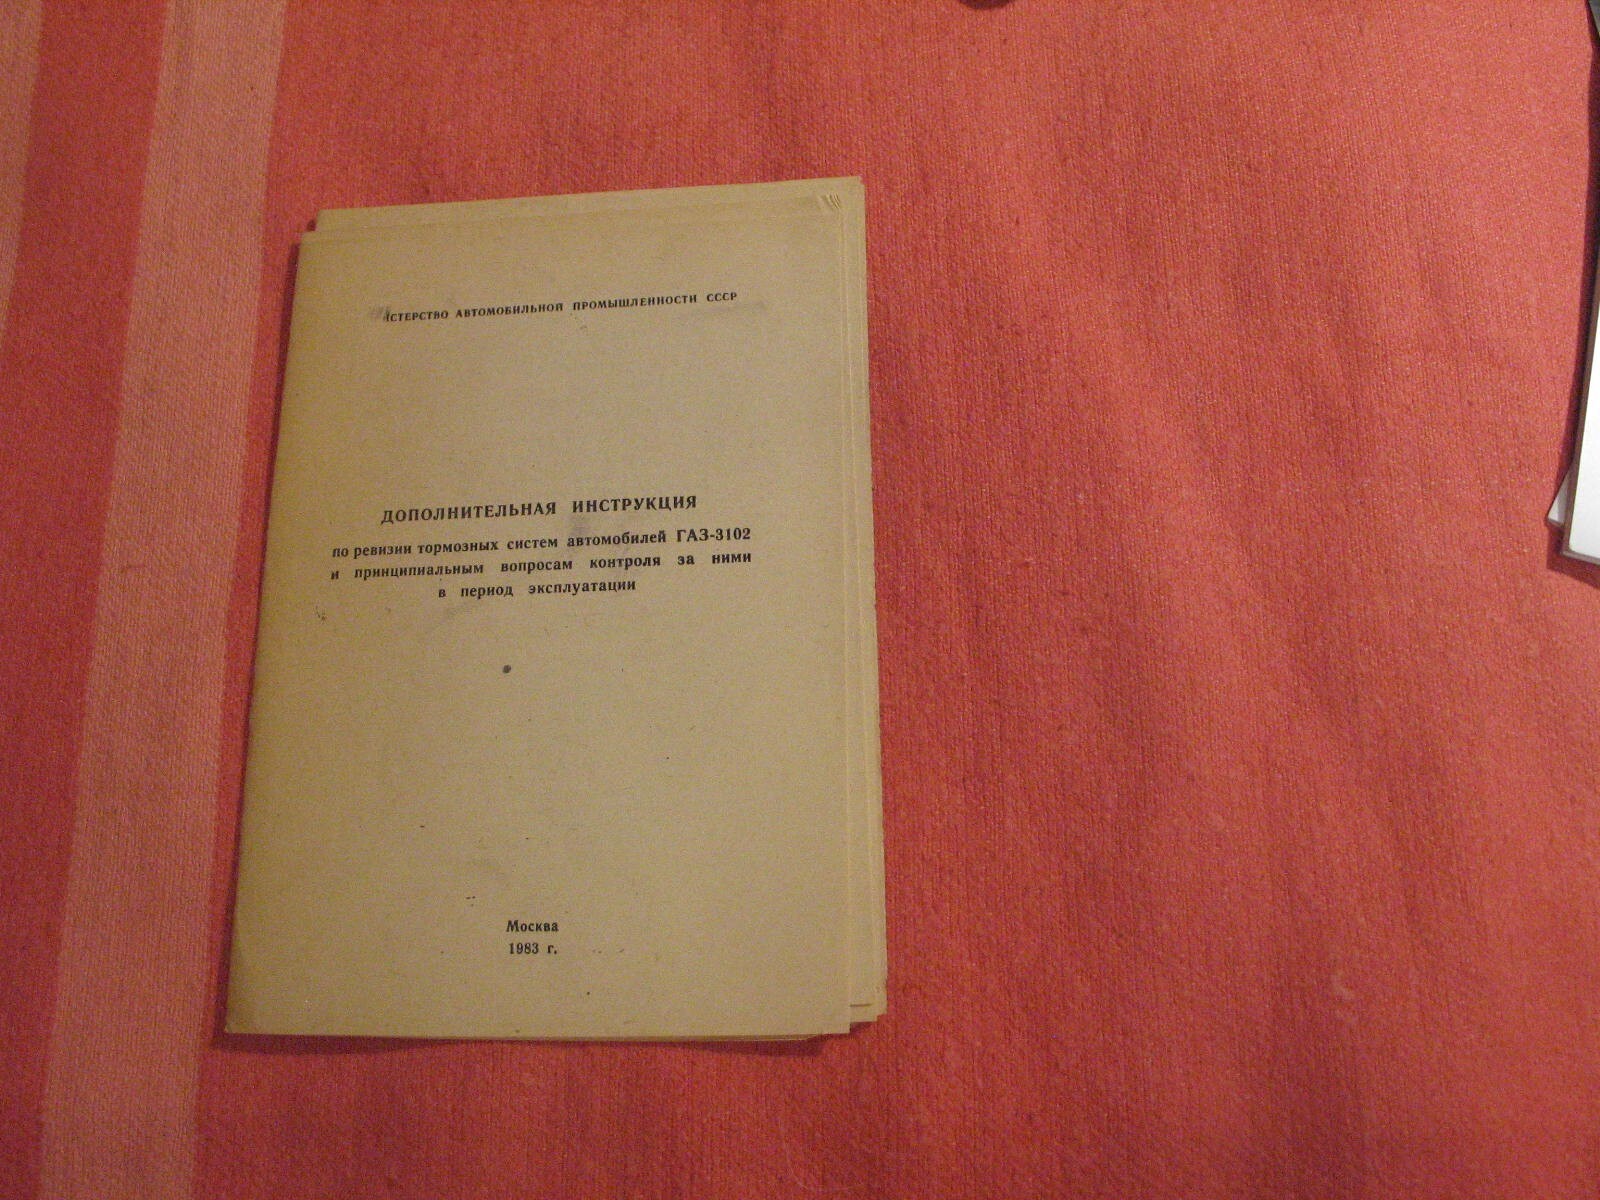 ІСТЕРСТВО АВТОМОБИЛЬНОЙ ПРОМЫШЛЕННОСТИ СССР
ДОПОЛНИТЕЛЬНАЯ ИНСТРУКЦИЯ
по ревизии тормозных систем автомобилей ГАЗ-3102
и принципиальным вопросам контроля за ними
в период эксплуатации
Москва
1983 г.